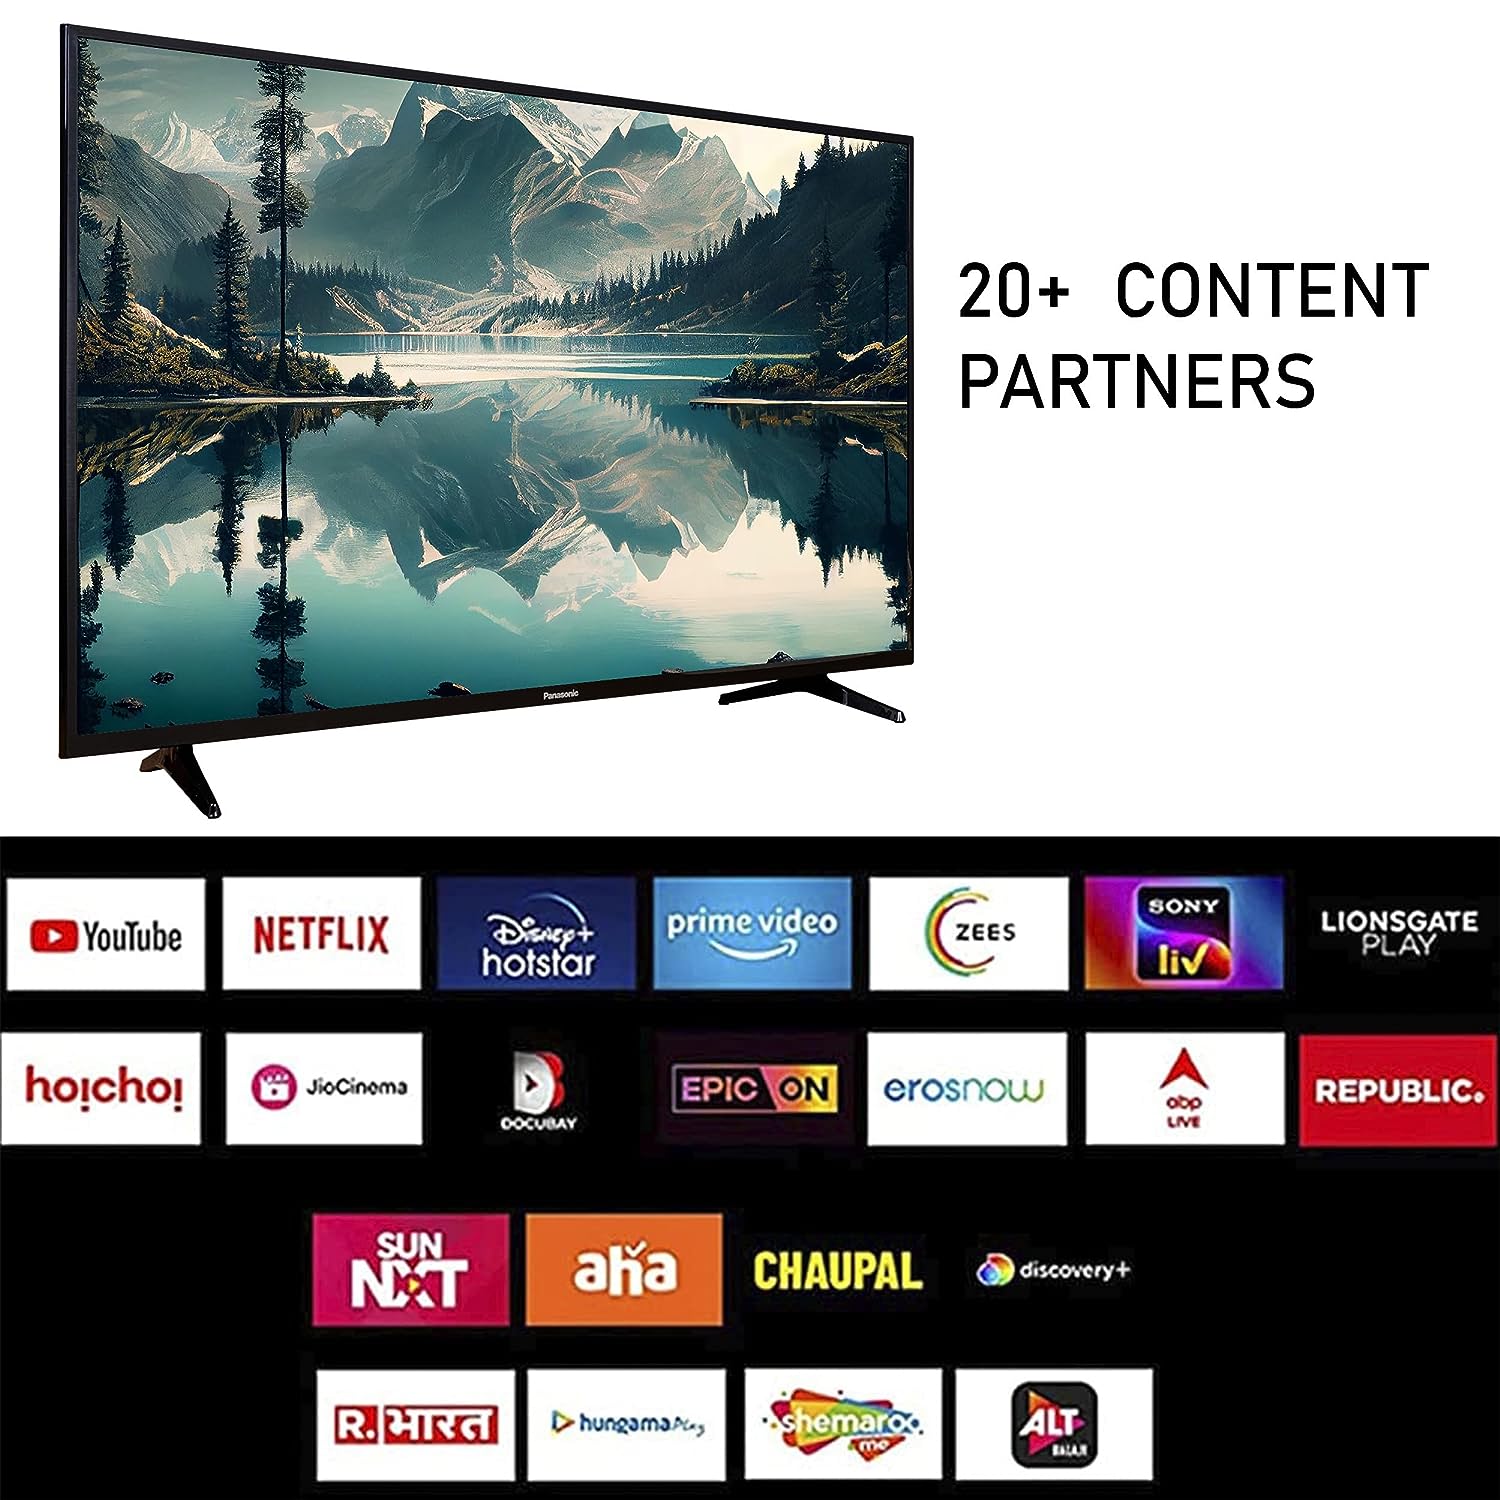 20+ CONTENT
PARTNERS
Panasonic
YouTube
NETFLIX
Disney+
hotstar
prime video
ZEE5
SONY
liv
LIONSGATE
PLAY
hoichoi
JioCinema
DOCUBAY
EPIC ON
erosnow
abp
LIVE
REPUBLIC.
SUN
NXT
aha
CHAUPAL
discovery+
R.भारत
hungama Play
shemaroo
me
ALT
BALAJI